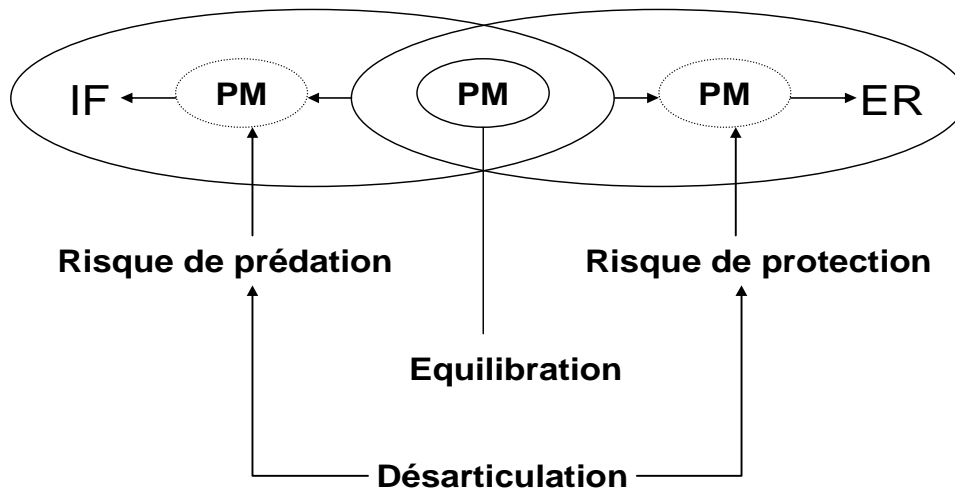 IF PM PM PM ER
Risque de prédation Risque de protection
Equilibration
Désarticulation